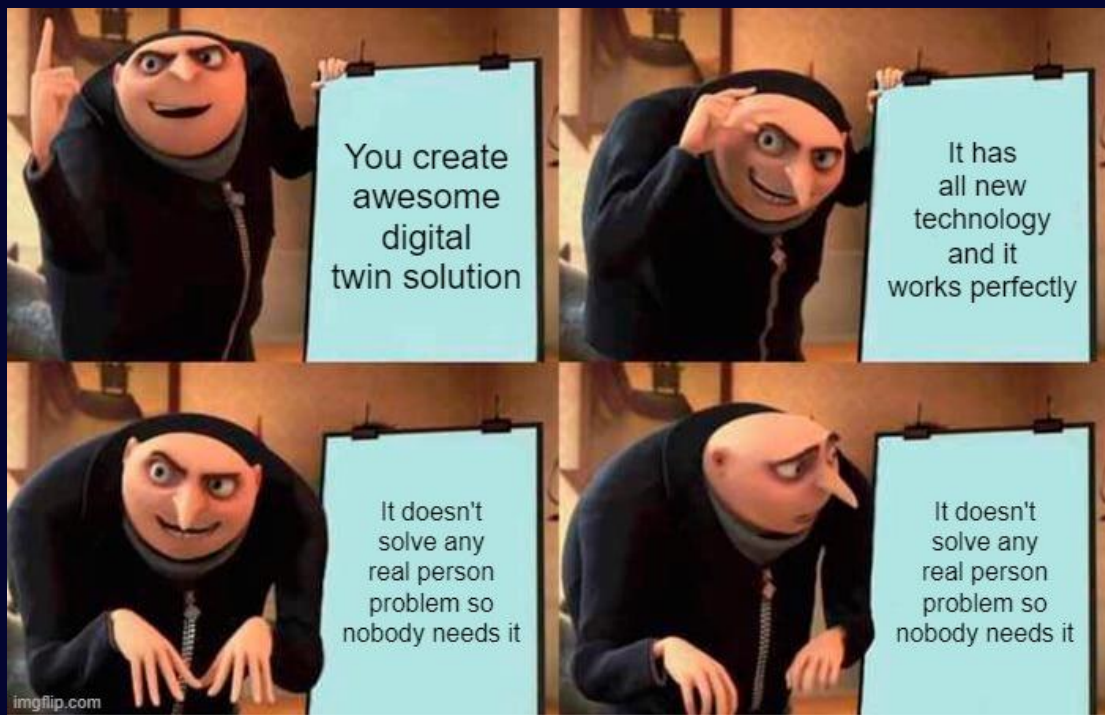 You create
awesome
digital
twin solution
It has
all new
technology
and it
works perfectly
It doesn't
solve any
real person
problem so
nobody needs it
It doesn't
solve any
real person
problem so
nobody needs it
imgflip.com